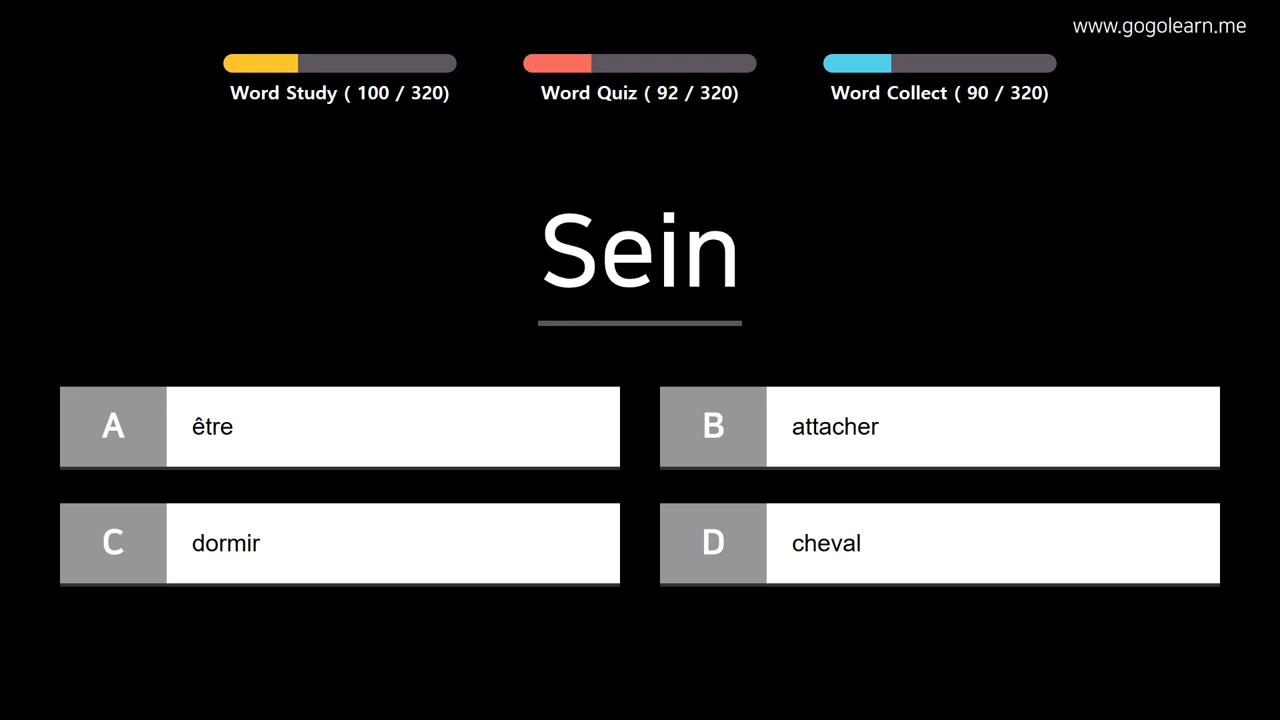 www.gogolearn.me
Word Study ( 100 / 320)
Word Quiz ( 92 / 320)
Word Collect ( 90 / 320)
Sein
A être
B attacher
C dormir
D cheval